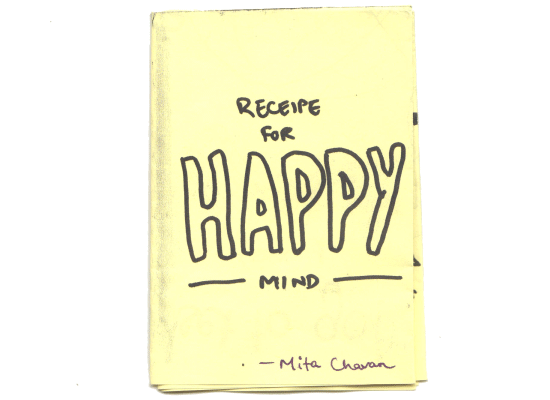 RECEIPE
FOR
HAPPY
— MIND —
- Mita Chavan